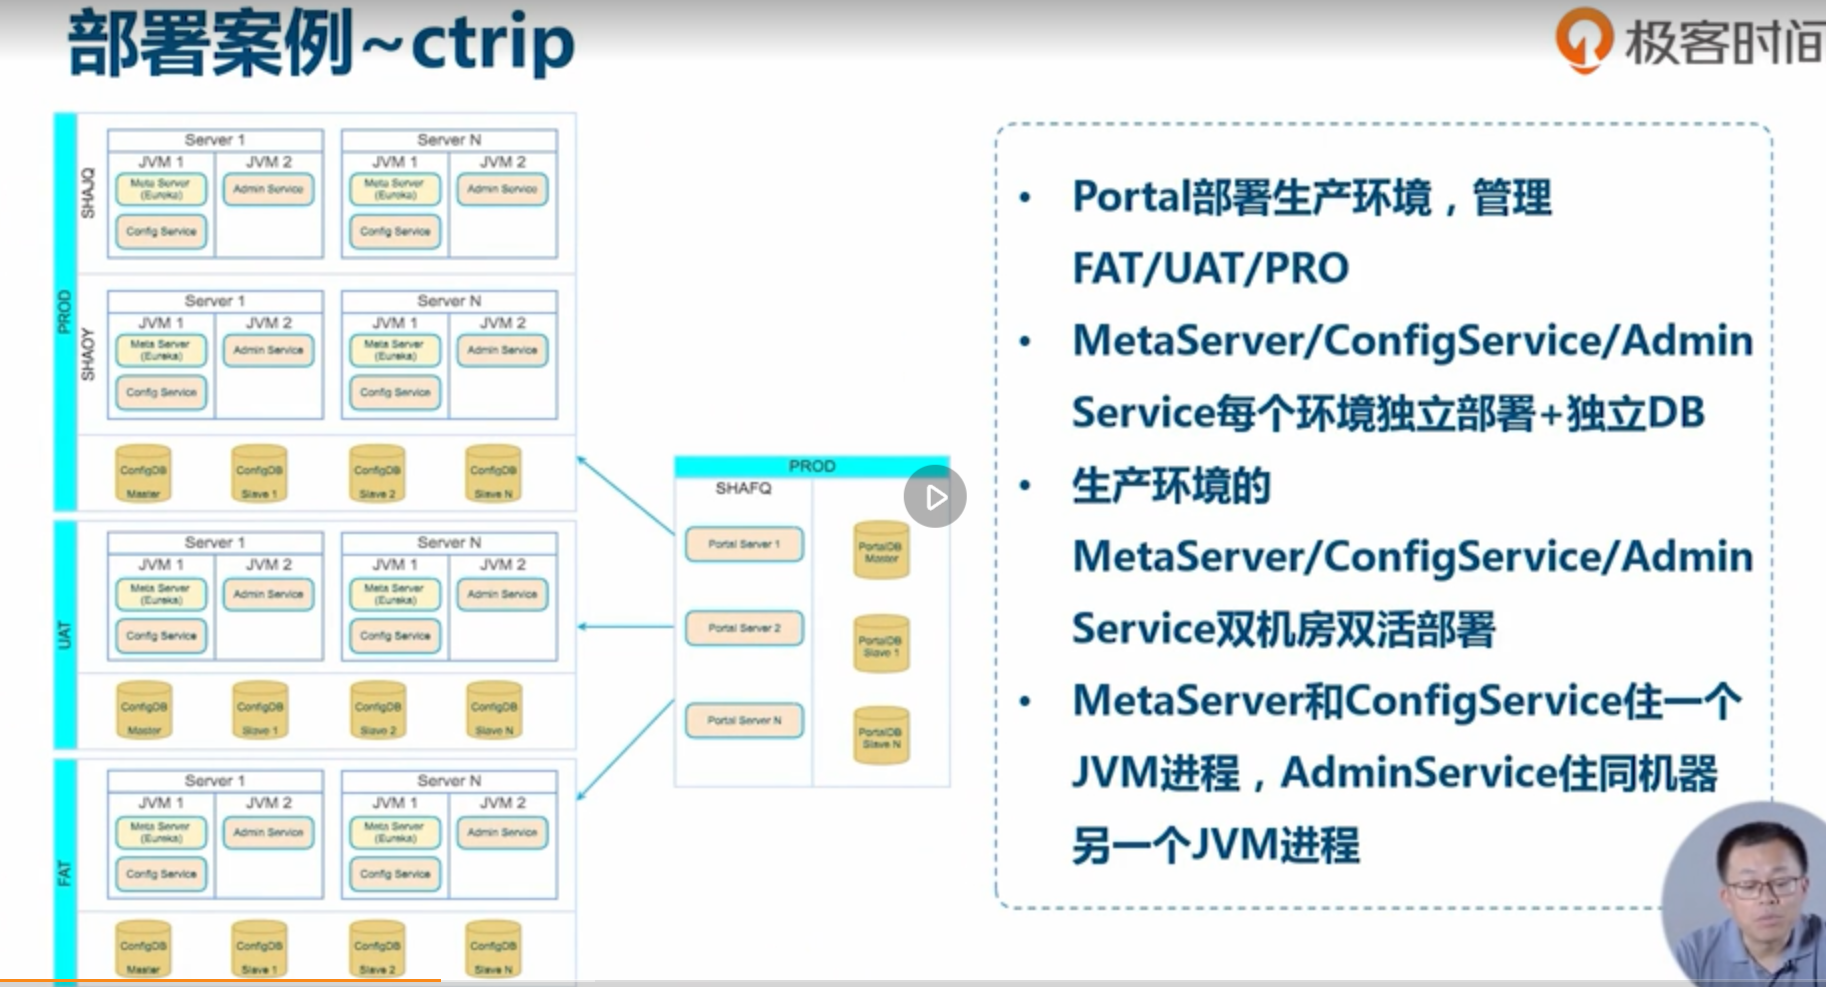 部署案例~ctrip
极客时间
PROD
SHAJQ
Server 1
JVM 1
JVM 2
Meta Server
(Eureka)
Admin Service
Config Service
Server N
JVM 1
JVM 2
Meta Server
(Eureka)
Admin Service
Config Service
SHAOY
Server 1
JVM 1
JVM 2
Meta Server
(Eureka)
Admin Service
Config Service
Server N
JVM 1
JVM 2
Meta Server
(Eureka)
Admin Service
Config Service
ConfigDB
Master
ConfigDB
Slave 1
ConfigDB
Slave 2
ConfigDB
Slave N
UAT
Server 1
JVM 1
JVM 2
Meta Server
(Eureka)
Admin Service
Config Service
Server N
JVM 1
JVM 2
Meta Server
(Eureka)
Admin Service
Config Service
ConfigDB
Master
ConfigDB
Slave 1
ConfigDB
Slave 2
ConfigDB
Slave N
FAT
Server 1
JVM 1
JVM 2
Meta Server
(Eureka)
Admin Service
Config Service
Server N
JVM 1
JVM 2
Meta Server
(Eureka)
Admin Service
Config Service
ConfigDB
Master
ConfigDB
Slave 1
ConfigDB
Slave 2
ConfigDB
Slave N
PROD
SHAFQ
Portal Server 1
Portal Server 2
Portal Server N
PortalDB
Master
PortalDB
Slave 1
PortalDB
Slave N
• Portal部署生产环境，管理
FAT/UAT/PRO
• MetaServer/ConfigService/Admin
Service每个环境独立部署+独立DB
• 生产环境的
MetaServer/ConfigService/Admin
Service双机房双活部署
• MetaServer和ConfigService住一个
JVM进程，AdminService住同机器
另一个JVM进程